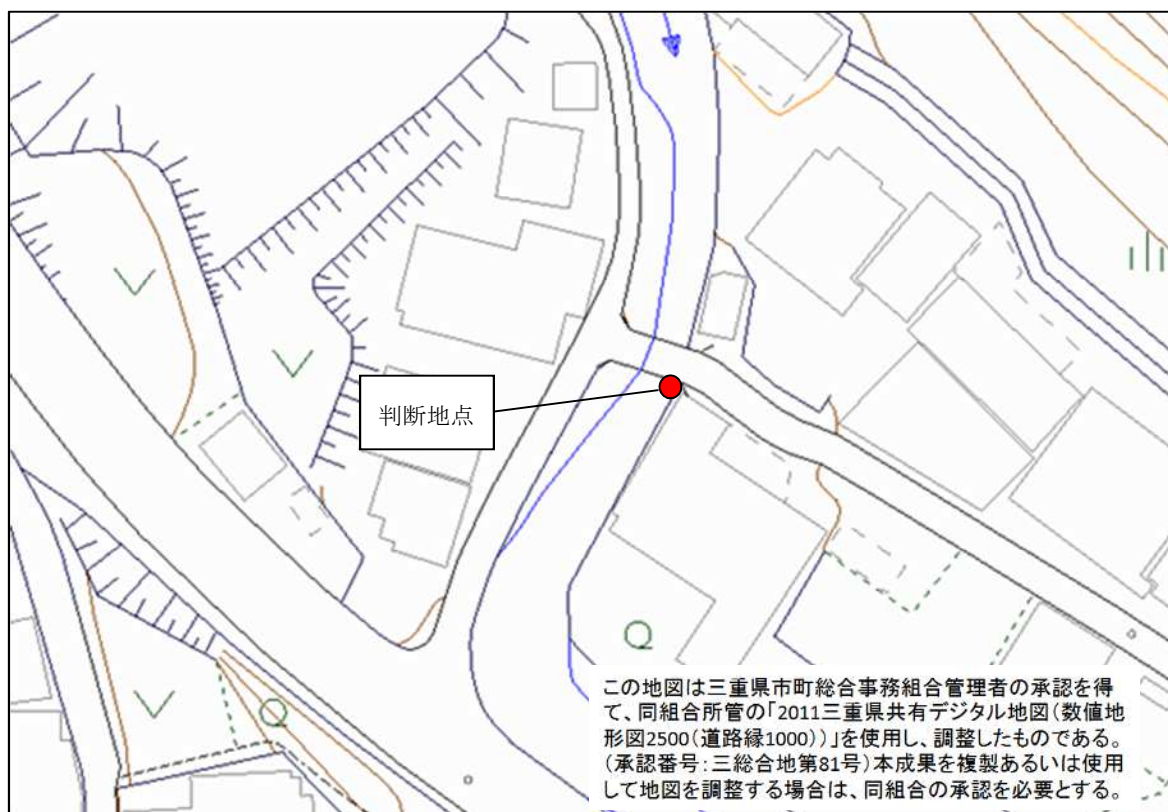 判断地点
この地図は三重県市町総合事務組合管理者の承認を得
て、同組合所管の「2011三重県共有デジタル地図(数値地
形図2500(道路縁1000))」を使用し、調整したものである。
(承認番号:三総合地第81号)本成果を複製あるいは使用
して地図を調整する場合は、同組合の承認を必要とする。